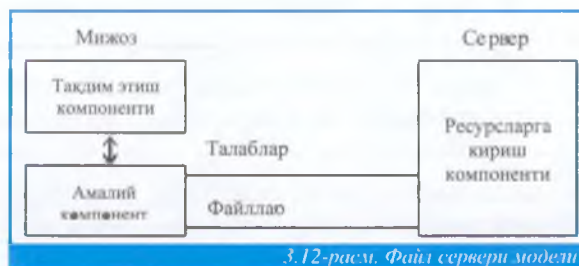 Мижоз
Сервер
Тақдим этиш
компоненти
Ресурсларга
кириш
компоненти
Талаблар
Амалий
компонент
Файллар
3.12-расм. Файл сервери модели